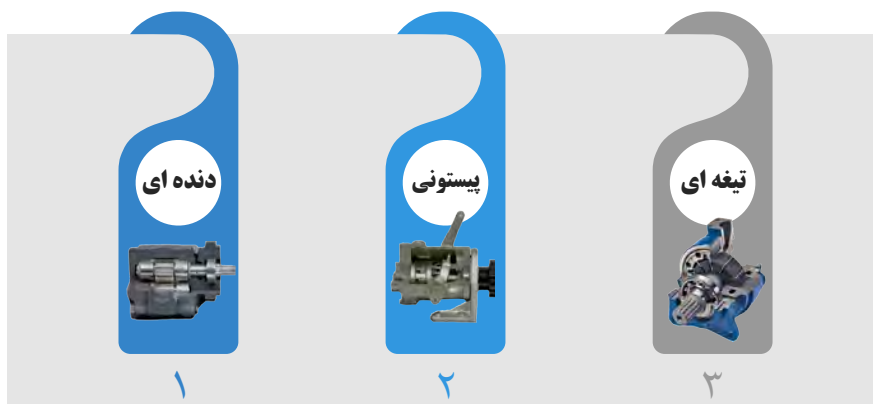 دنده ای
پیستونی
تیغه ای
۱
۲
۳